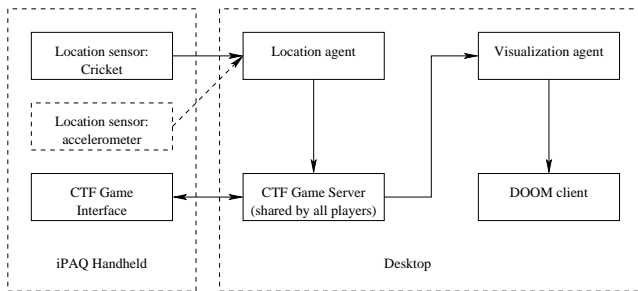 Location sensor:
Cricket
Location agent
Visualization agent
Location sensor:
accelerometer
CTF Game
Interface
CTF Game Server
(shared by all players)
DOOM client
iPAQ Handheld
Desktop